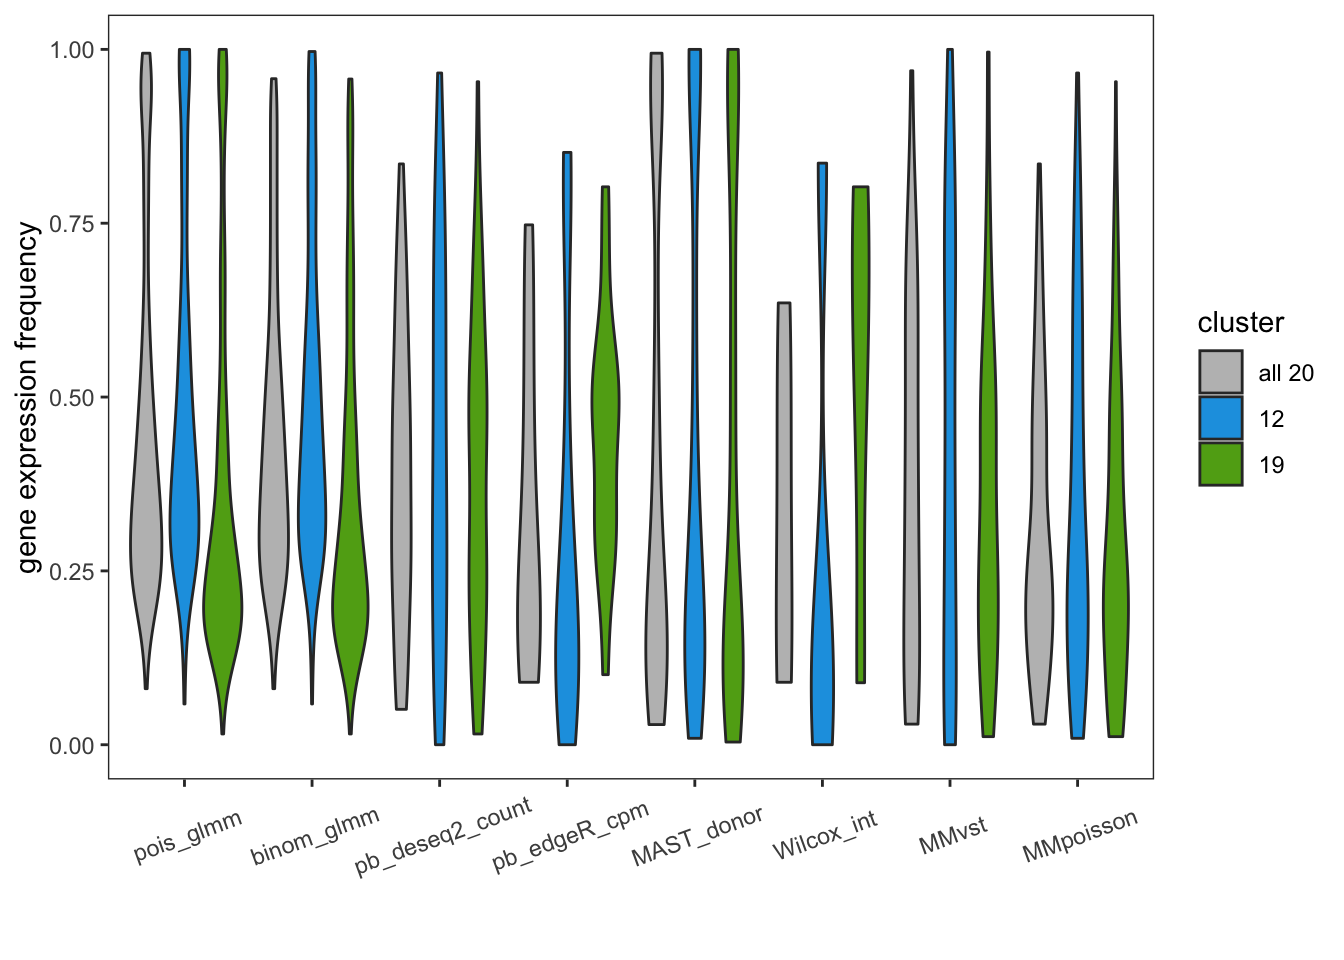 gene expression frequency
1.00
0.75
0.50
0.25
0.00
pois_glmm
binom_glmm
pb_deseq2_count
pb_edgeR_cpm
MAST_donor
Wilcox_int
MMvst
MMpoisson
cluster
all 20
12
19